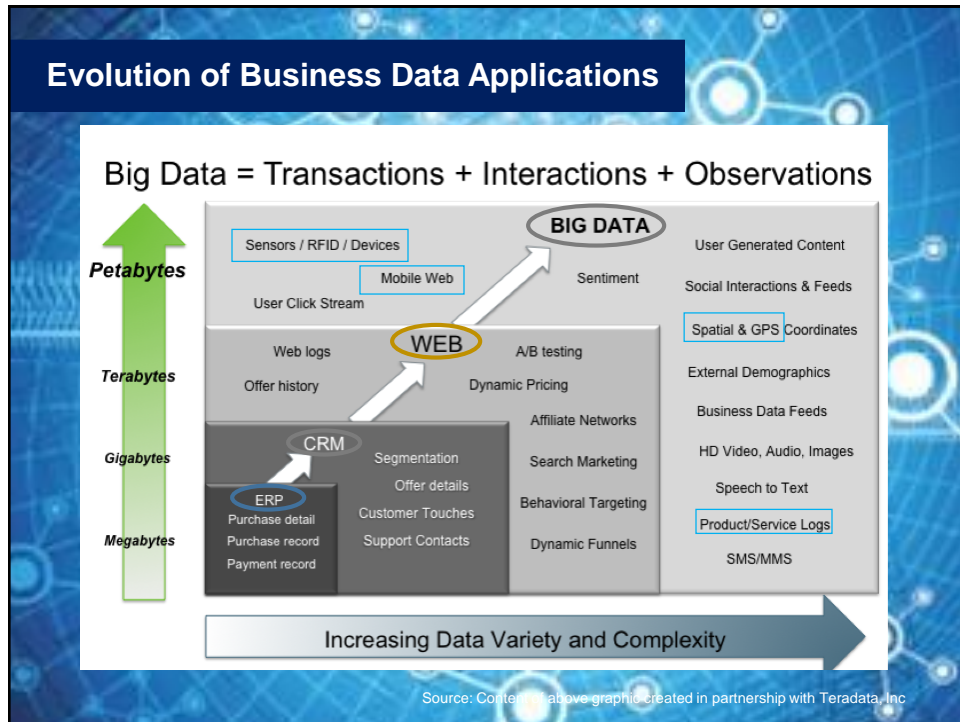 Evolution of Business Data Applications
Big Data = Transactions + Interactions + Observations
Petabytes
Terabytes
Gigabytes
Megabytes
BIG DATA
Sensors / RFID / Devices
Mobile Web
User Click Stream
Sentiment
User Generated Content
Social Interactions & Feeds
Spatial & GPS Coordinates
External Demographics
Business Data Feeds
HD Video, Audio, Images
Speech to Text
Product/Service Logs
SMS/MMS
WEB
Web logs
Offer history
A/B testing
Dynamic Pricing
Affiliate Networks
Search Marketing
Behavioral Targeting
Dynamic Funnels
CRM
Segmentation
Offer details
Customer Touches
Support Contacts
ERP
Purchase detail
Purchase record
Payment record
Increasing Data Variety and Complexity
Source: Content of above graphic created in partnership with Teradata, Inc